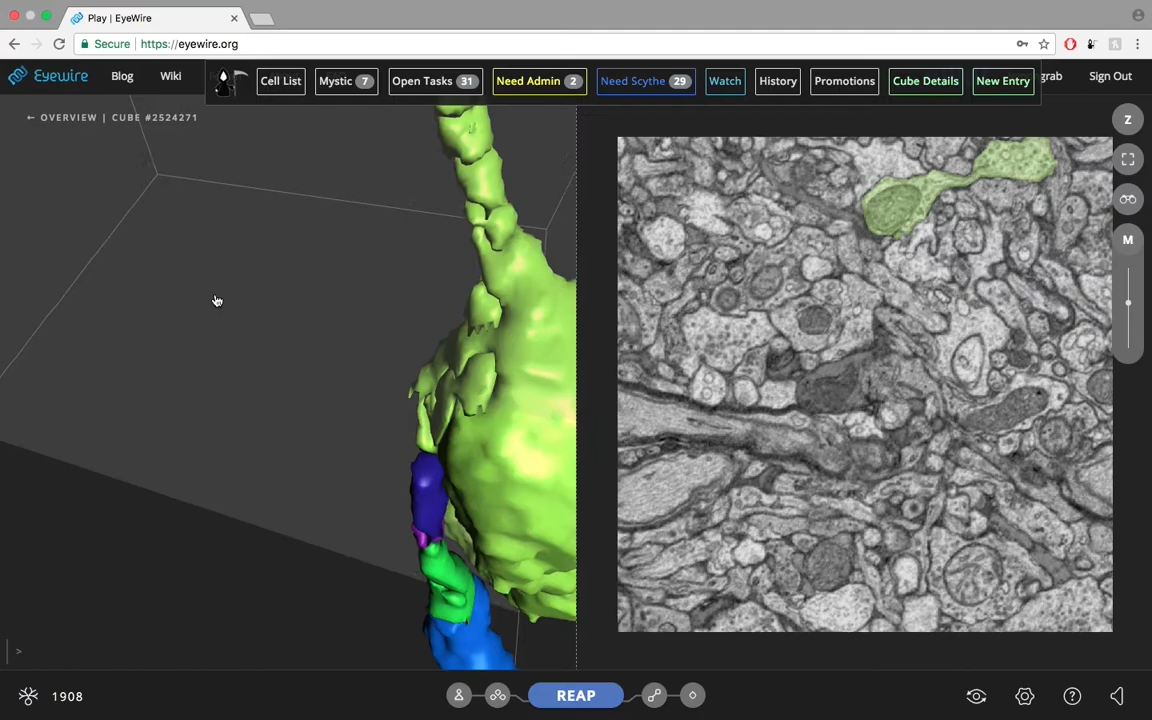 Play | EyeWire
Secure | https://eyewire.org
Eyewire Blog Wiki Cell List Mystic 7 Open Tasks 31 Need Admin 2 Need Scythe 29 Watch History Promotions Cube Details New Entry grab Sign Out
← OVERVIEW | CUBE #2524271
Z
M
>
1908 REAP